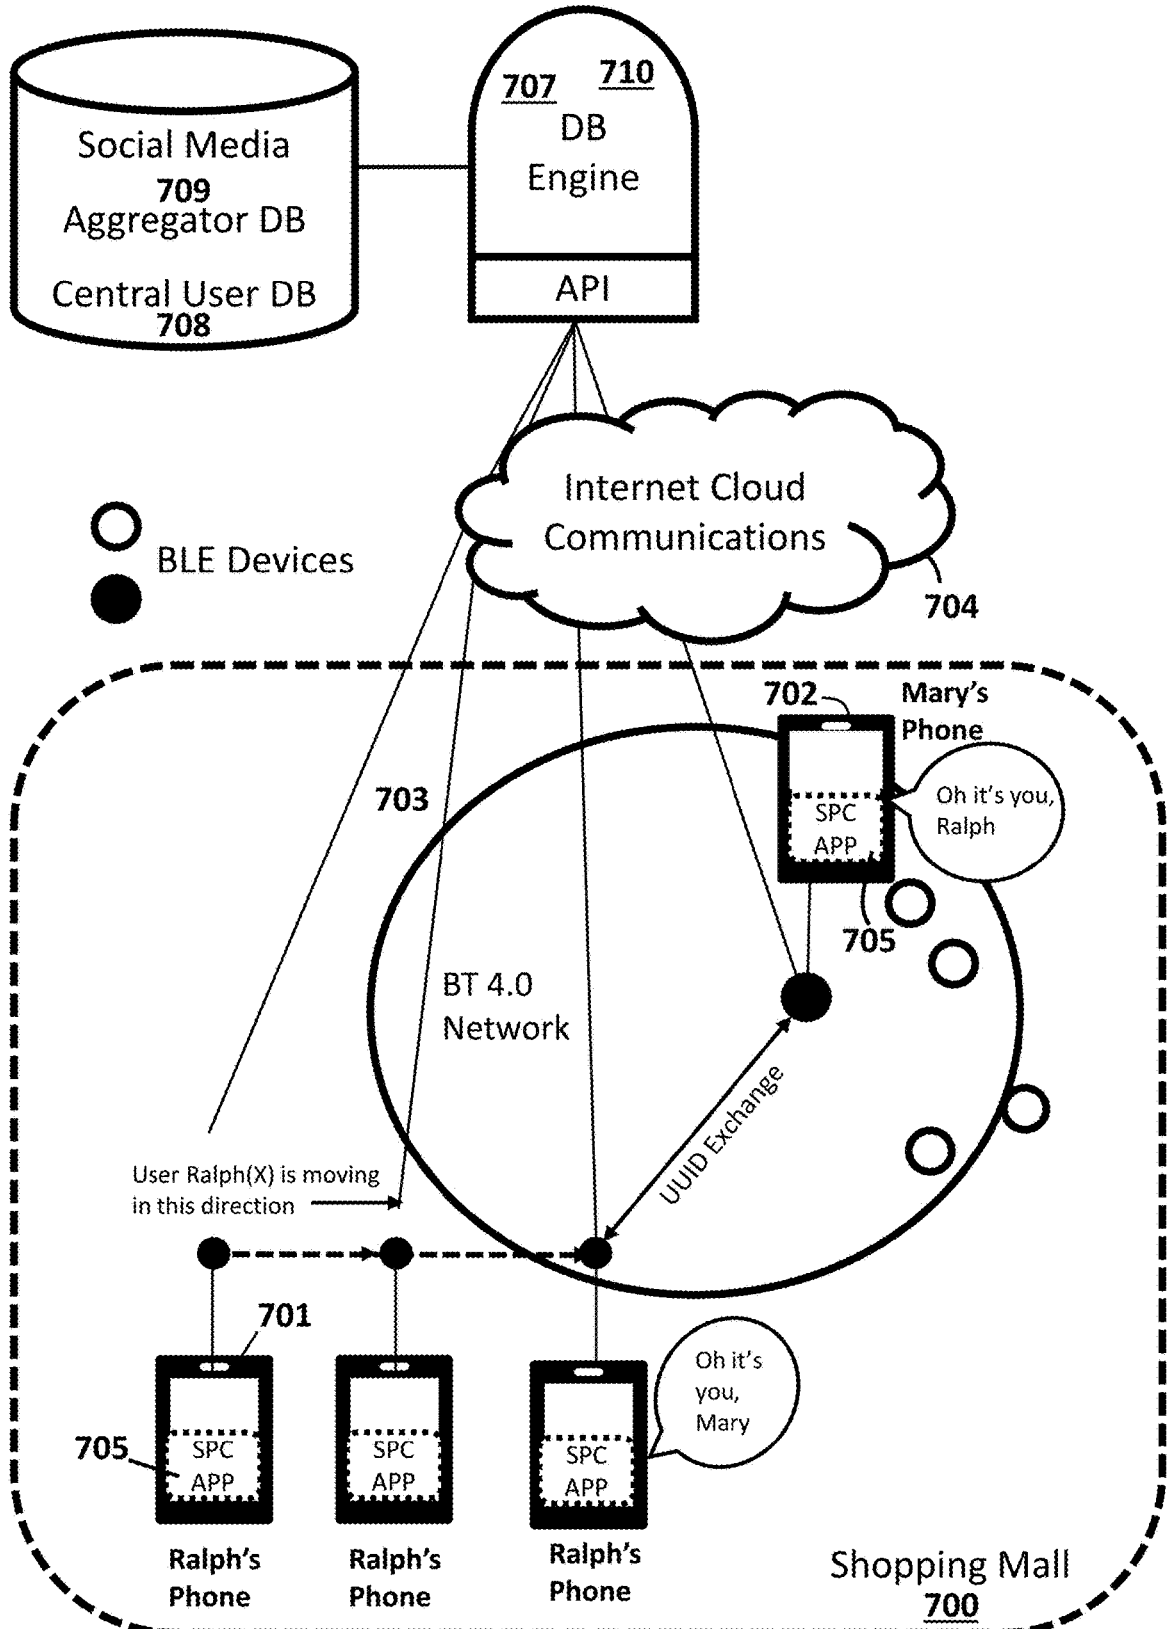 707
710
DB
Engine
API
Social Media
709
Aggregator DB
Central User DB
708
Internet Cloud
Communications
704
BLE Devices
702
Mary's
Phone
703
SPC
APP
Oh it's you,
Ralph
705
BT 4.0
Network
UUID Exchange
User Ralph(X) is moving
in this direction
701
705
SPC
APP
SPC
APP
SPC
APP
Oh it's
you,
Mary
Ralph's
Phone
Ralph's
Phone
Ralph's
Phone
Shopping Mall
700